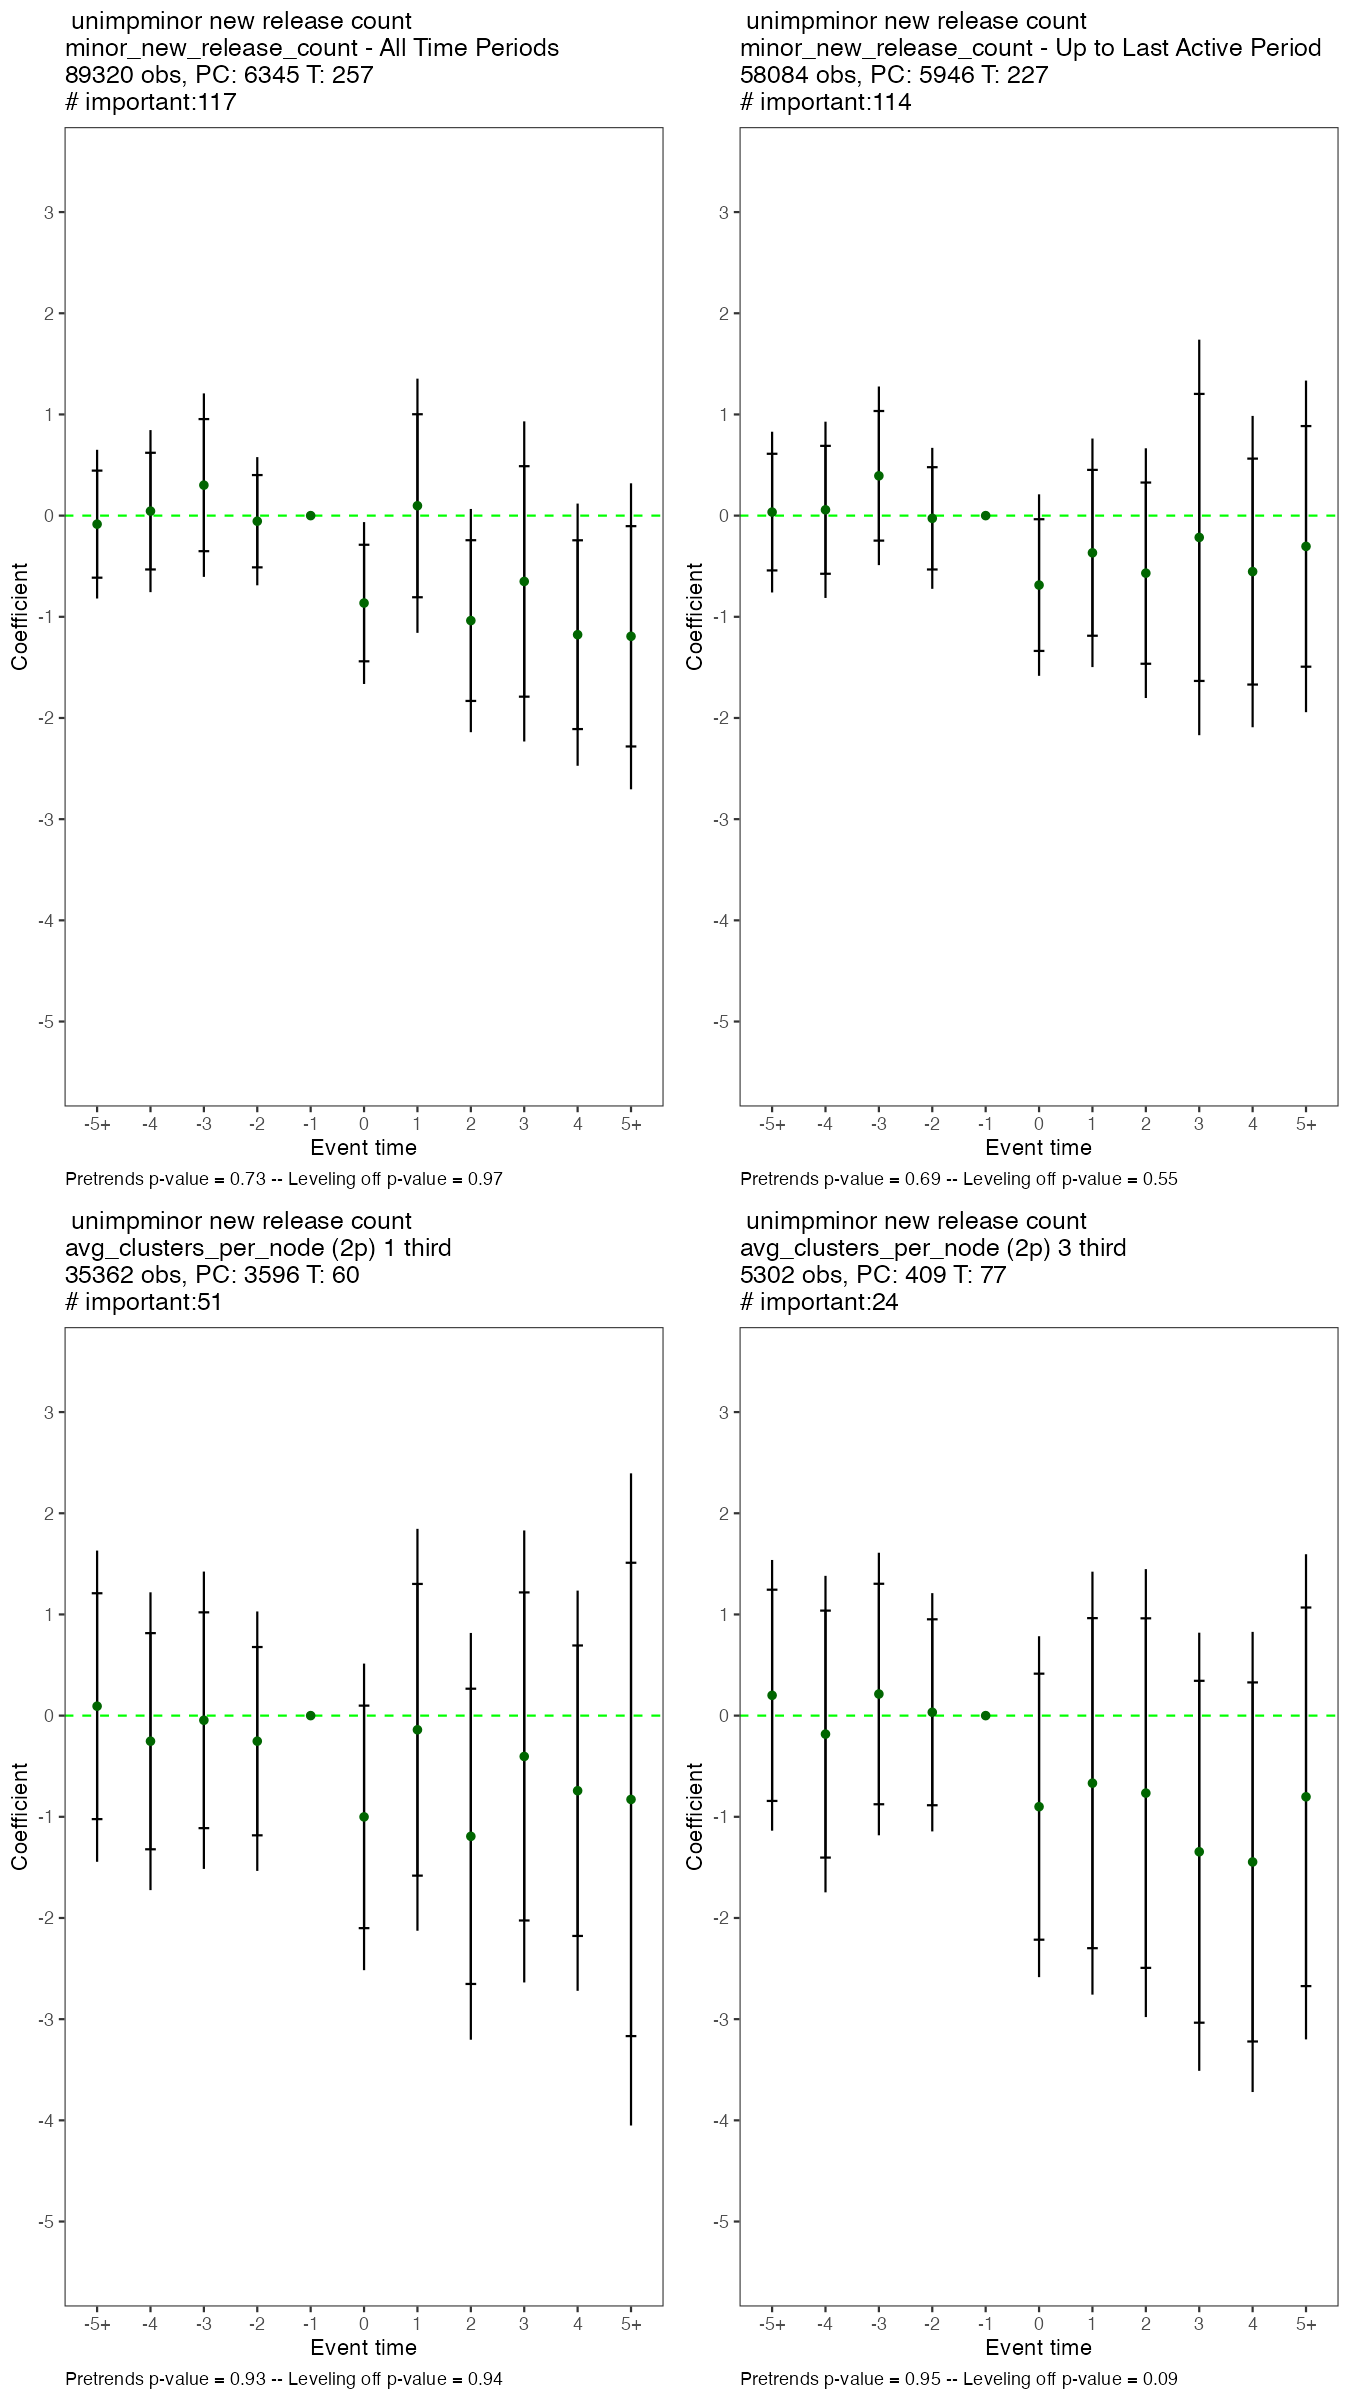 unimpminor new release count
minor_new_release_count - All Time Periods
89320 obs, PC: 6345 T: 257
# important:117
3
2
1
0
-1
-2
-3
-4
-5
Coefficient
-5+ -4 -3 -2 -1 0 1 2 3 4 5+
Event time
Pretrends p-value = 0.73 -- Leveling off p-value = 0.97
unimpminor new release count
minor_new_release_count - Up to Last Active Period
58084 obs, PC: 5946 T: 227
# important:114
3
2
1
0
-1
-2
-3
-4
-5
Coefficient
-5+ -4 -3 -2 -1 0 1 2 3 4 5+
Event time
Pretrends p-value = 0.69 -- Leveling off p-value = 0.55
unimpminor new release count
avg_clusters_per_node (2p) 1 third
35362 obs, PC: 3596 T: 60
# important:51
3
2
1
0
-1
-2
-3
-4
-5
Coefficient
-5+ -4 -3 -2 -1 0 1 2 3 4 5+
Event time
Pretrends p-value = 0.93 -- Leveling off p-value = 0.94
unimpminor new release count
avg_clusters_per_node (2p) 3 third
5302 obs, PC: 409 T: 77
# important:24
3
2
1
0
-1
-2
-3
-4
-5
Coefficient
-5+ -4 -3 -2 -1 0 1 2 3 4 5+
Event time
Pretrends p-value = 0.95 -- Leveling off p-value = 0.09